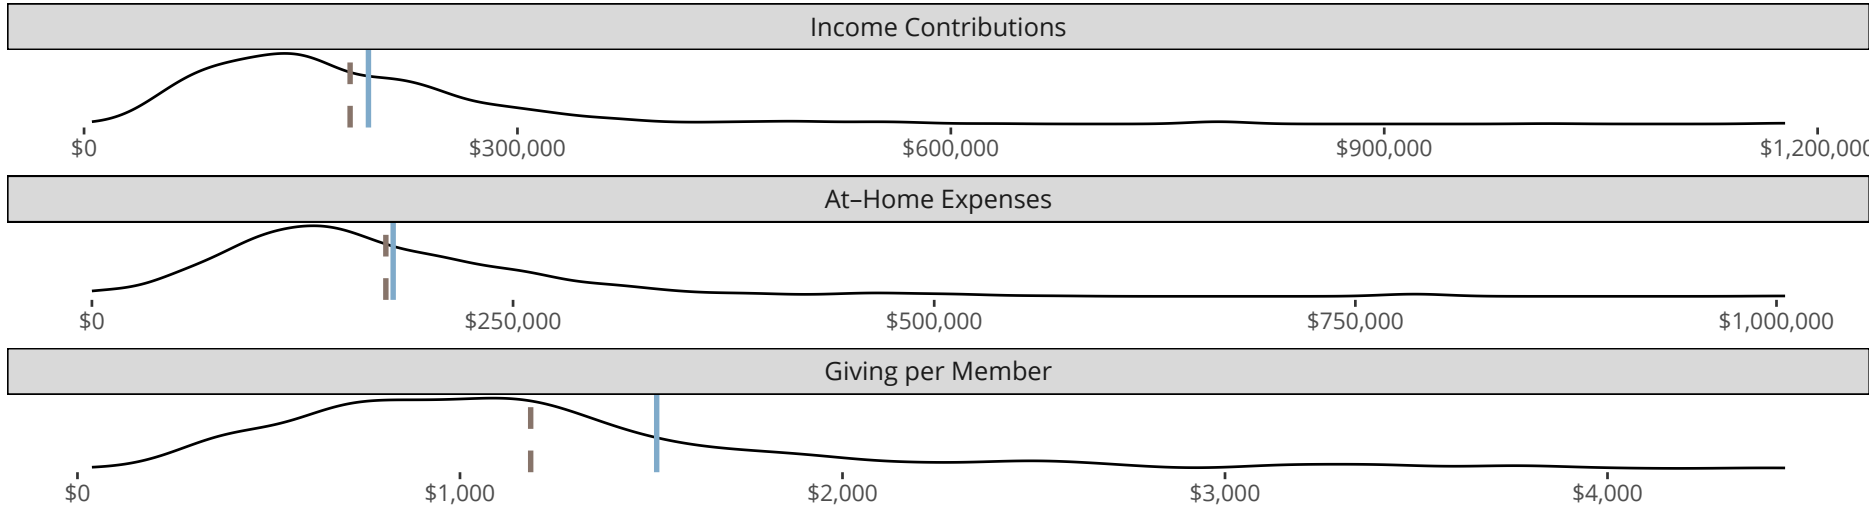 Income Contributions
$0 $300,000 $600,000 $900,000 $1,200,000
At–Home Expenses
$0 $250,000 $500,000 $750,000 $1,000,000
Giving per Member
$0 $1,000 $2,000 $3,000 $4,000